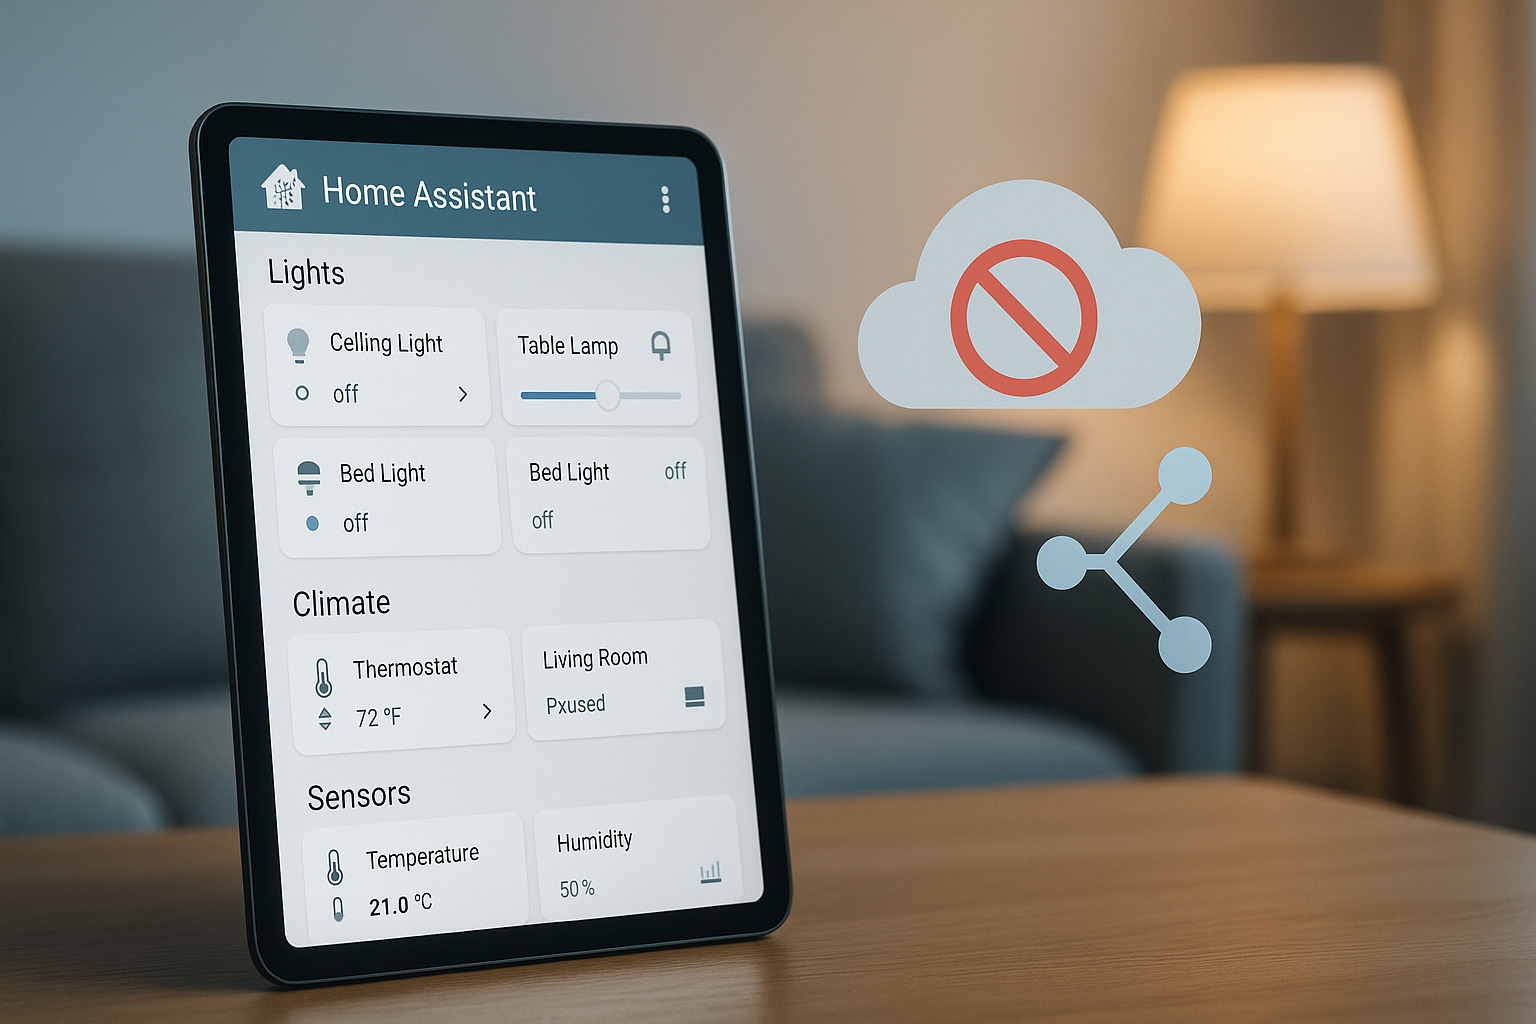 Home Assistant
Lights
Celling Light
off
Table Lamp
Bed Light
off
Bed Light off
off
Climate
Thermostat
72 °F
Living Room
Pxused
Sensors
Temperature
21.0 °C
Humidity
50%